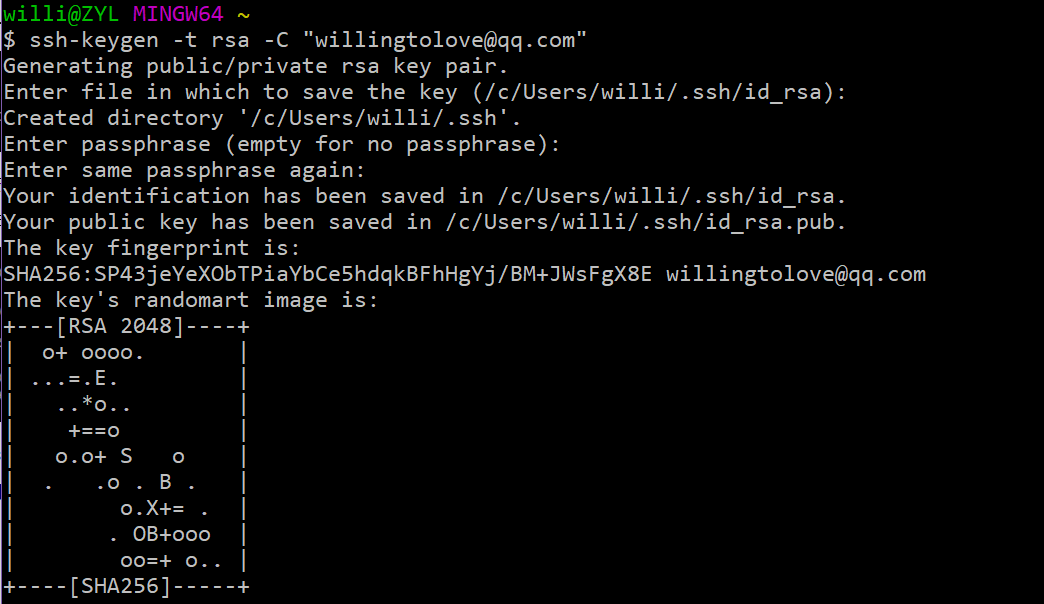 willi@ZYL MINGW64 ~
$ ssh-keygen -t rsa -C "willingtolove@qq.com"
Generating public/private rsa key pair.
Enter file in which to save the key (/c/Users/willi/.ssh/id_rsa):
Created directory '/c/Users/willi/.ssh'.
Enter passphrase (empty for no passphrase):
Enter same passphrase again:
Your identification has been saved in /c/Users/willi/.ssh/id_rsa.
Your public key has been saved in /c/Users/willi/.ssh/id_rsa.pub.
The key fingerprint is:
SHA256:SP43jeYeXObTPiaYbCe5hdqkBFhHgYj/BM+JWsFgX8E willingtolove@qq.com
The key's randomart image is:
+---[RSA 2048]----+
|  o+ oooo.       |
| ...=.E.         |
|   ..*o..        |
|    +==o         |
|   o.o+ S   o    |
|  .   .o . B .   |
|        o.X+= .  |
|       . OB+ooo  |
|        oo=+ o.. |
+----[SHA256]-----+